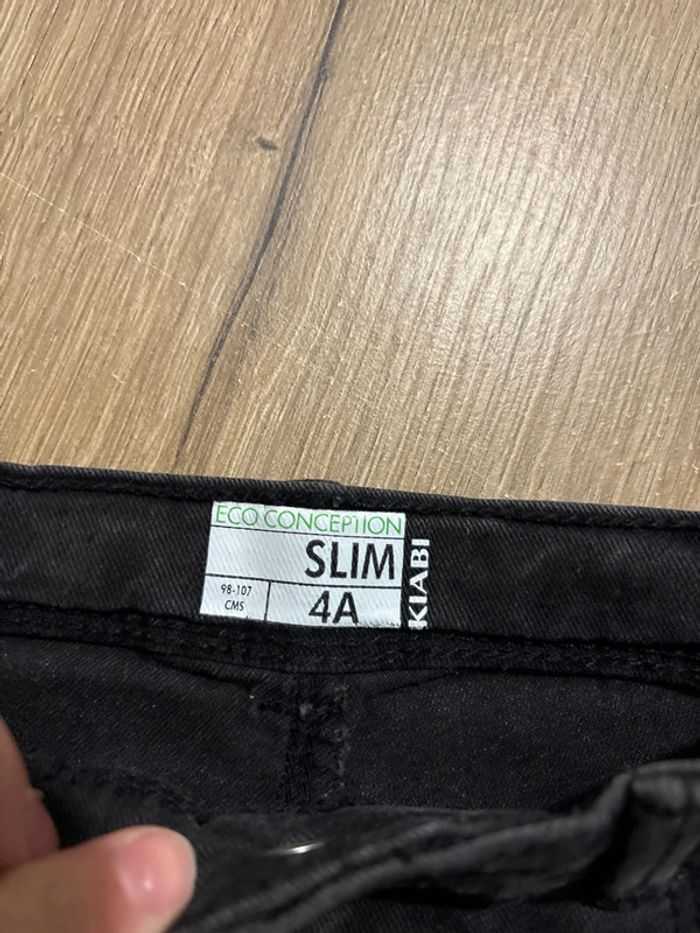 ECO CONCEPTION
SLIM
98-107
CMS
4A
KIABI